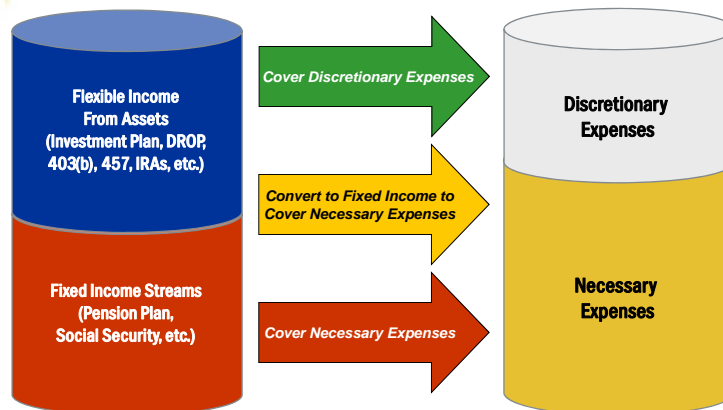 Flexible Income
From Assets
(Investment Plan, DROP,
403(b), 457, IRAs, etc.)
Fixed Income Streams
(Pension Plan,
Social Security, etc.)
Cover Discretionary Expenses
Convert to Fixed Income to
Cover Necessary Expenses
Cover Necessary Expenses
Discretionary
Expenses
Necessary
Expenses